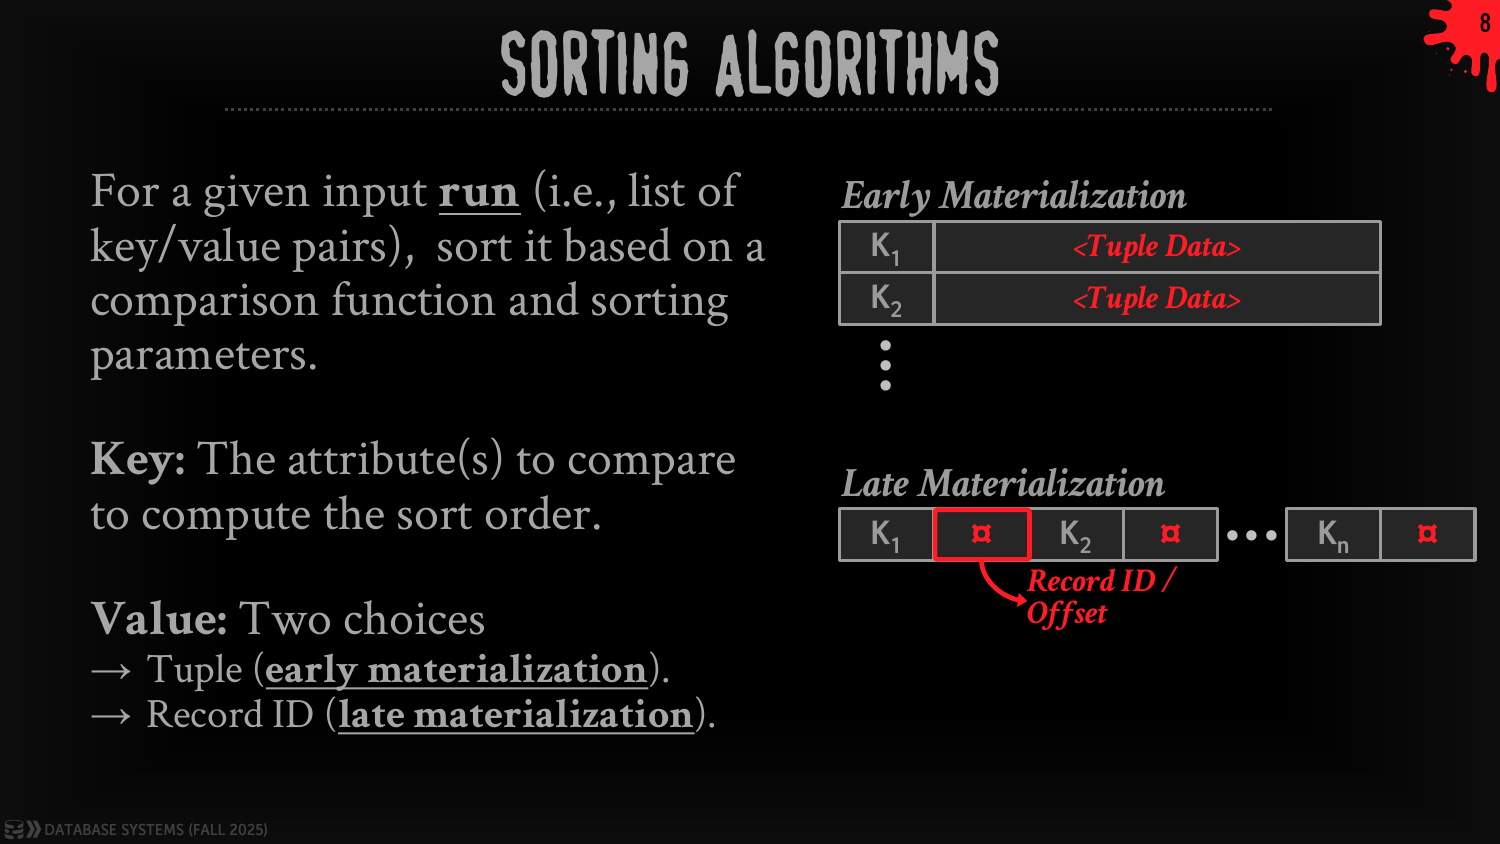 8
SORTING ALGORITHMS
For a given input run (i.e., list of
key/value pairs), sort it based on a
comparison function and sorting
parameters.
Key: The attribute(s) to compare
to compute the sort order.
Value: Two choices
→ Tuple (early materialization).
→ Record ID (late materialization).
Early Materialization
K1 <Tuple Data>
K2 <Tuple Data>
Late Materialization
K1 ¤ K2 ¤ ••• Kn ¤
Record ID /
Offset
DATABASE SYSTEMS (FALL 2025)